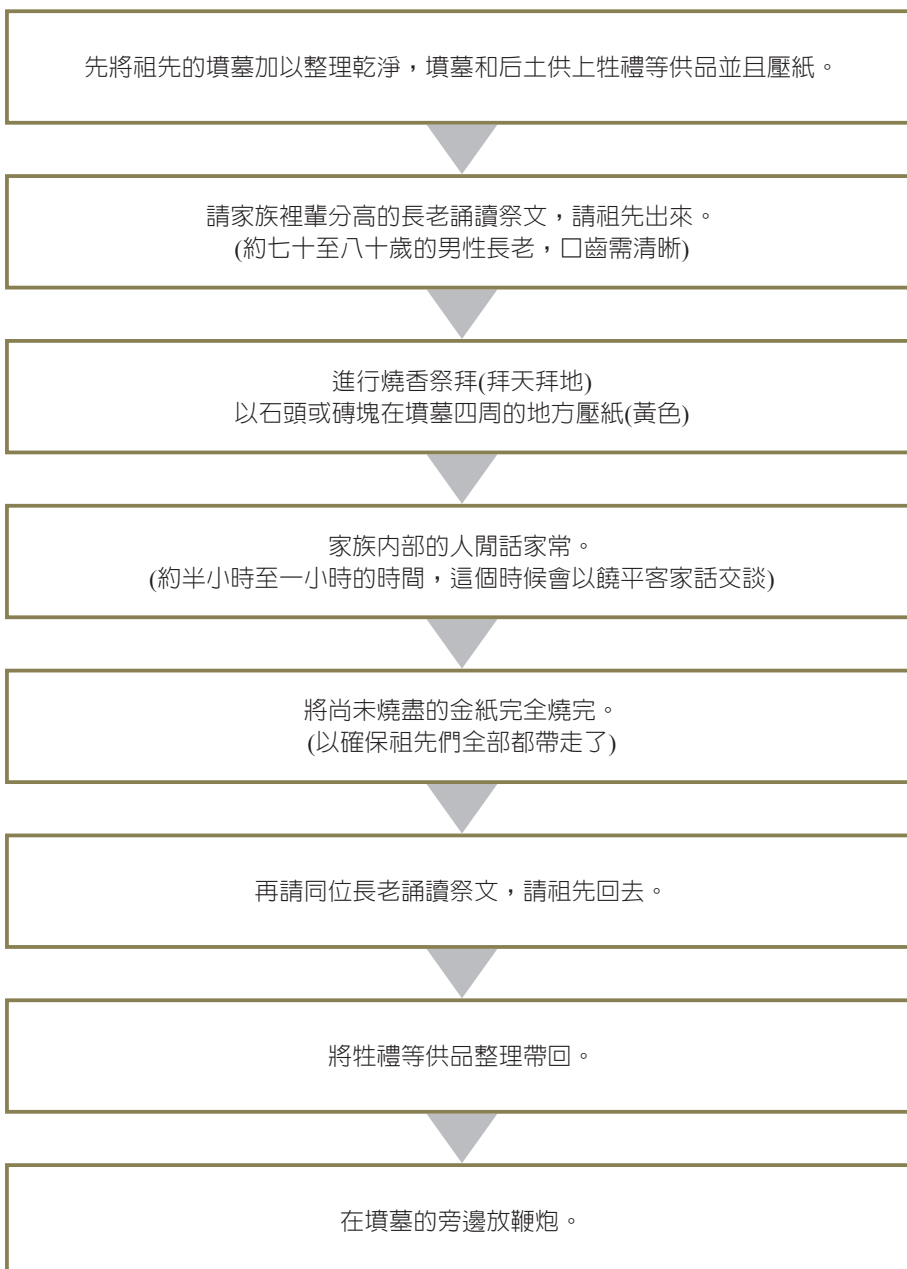 先將祖先的墳墓加以整理乾淨，墳墓和后土供上牲禮等供品並且壓紙。
請家族裡輩分高的長老誦讀祭文，請祖先出來。
(約七十至八十歲的男性長老，口齒需清晰)
進行燒香祭拜(拜天拜地)
以石頭或磚塊在墳墓四周的地方壓紙(黃色)
家族內部的人閒話家常。
(約半小時至一小時的時間，這個時候會以饒平客家話交談)
將尚未燒盡的金紙完全燒完。
(以確保祖先們全部都帶走了)
再請同位長老誦讀祭文，請祖先回去。
將牲禮等供品整理帶回。
在墳墓的旁邊放鞭炮。